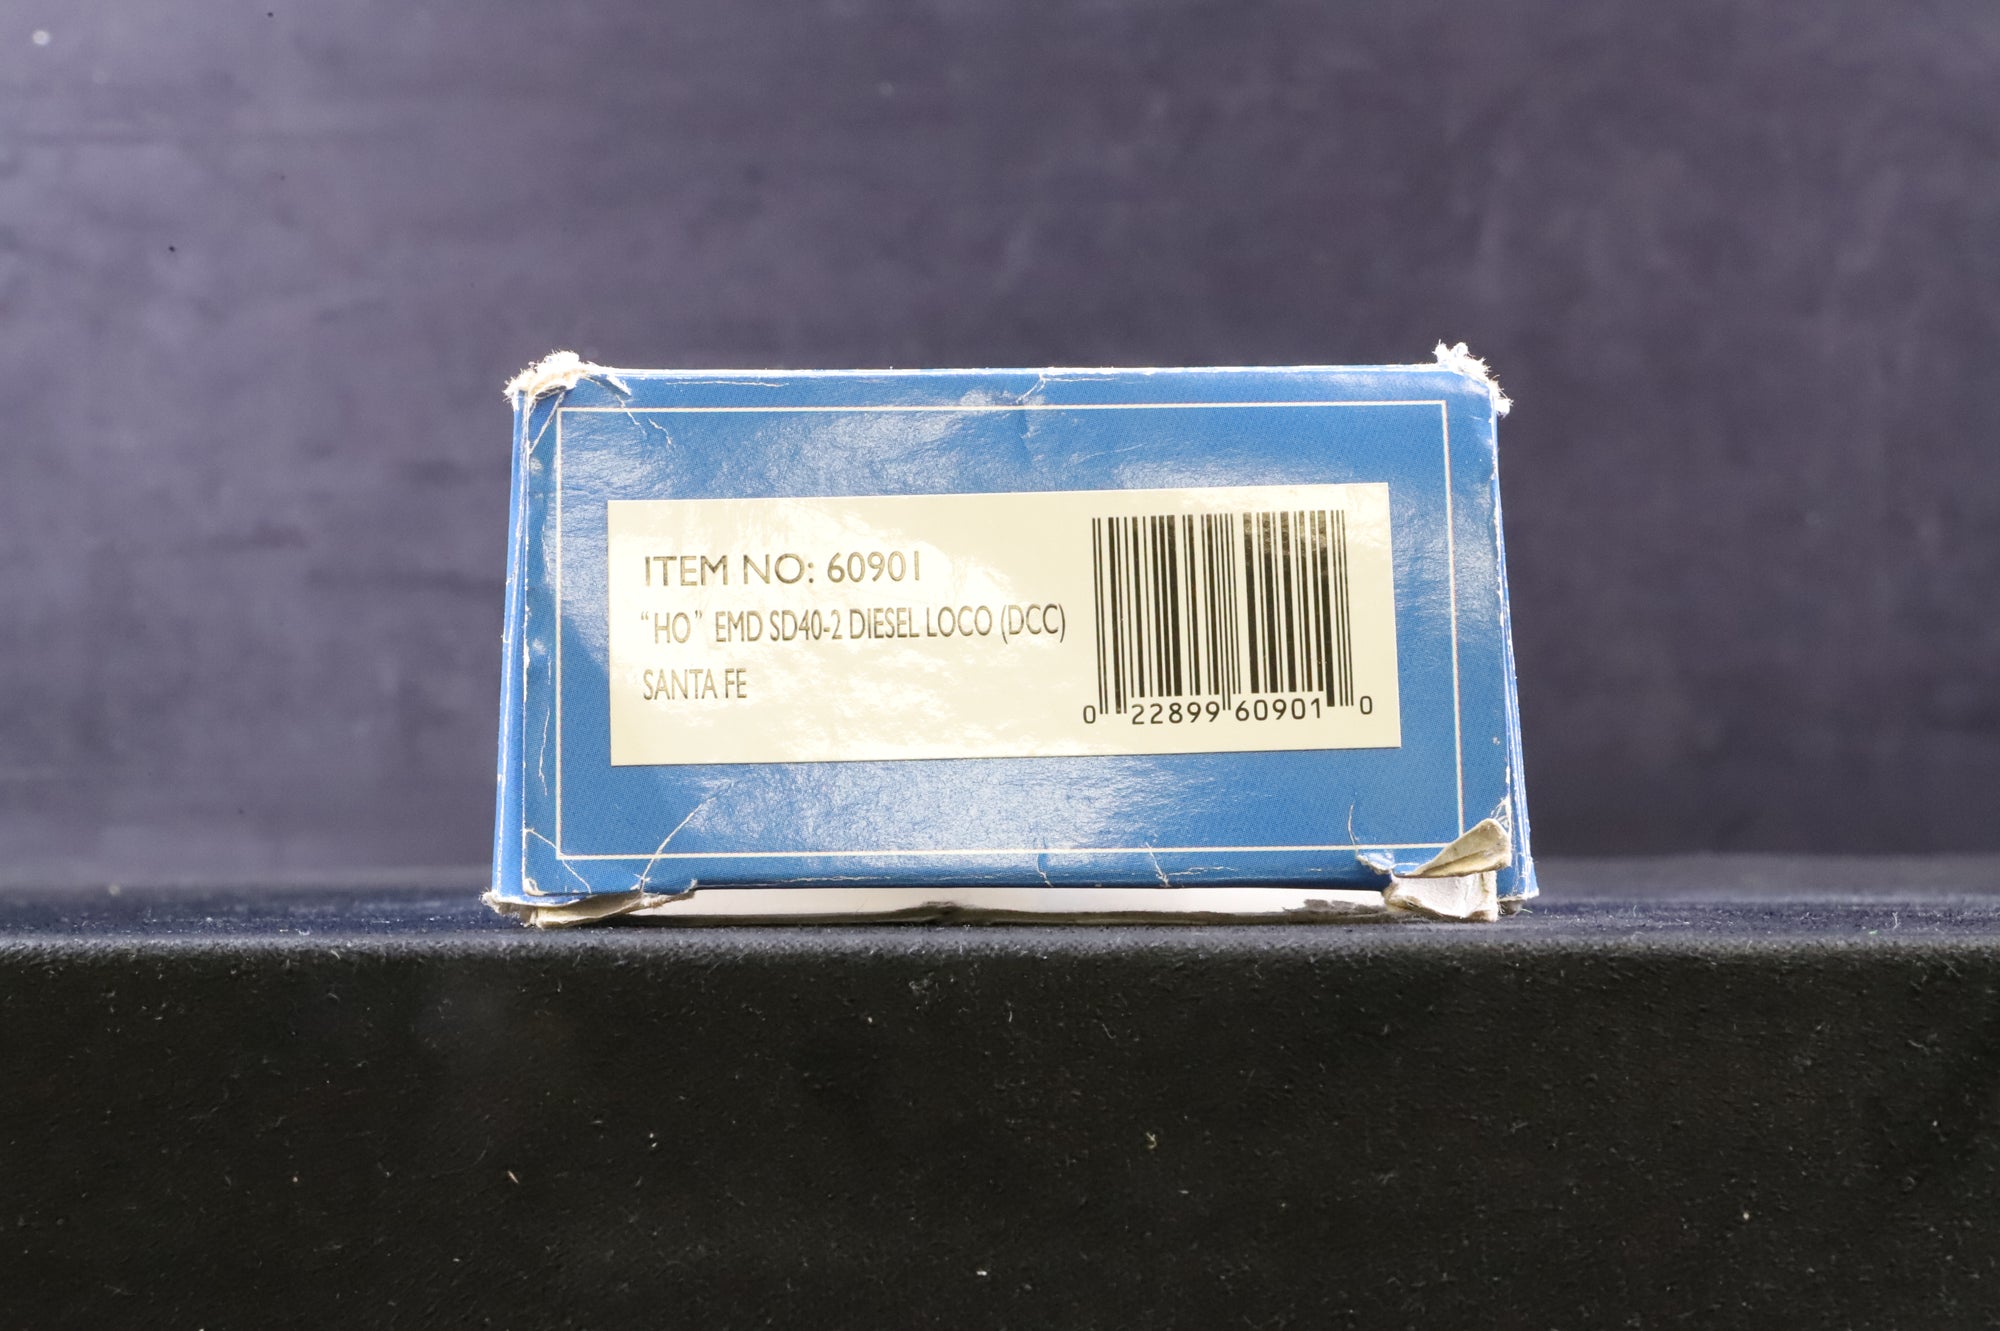 ITEM NO: 60901
“HO” EMD SD40-2 DIESEL LOCO (DCC)
SANTA FE
0 22899 60901 0